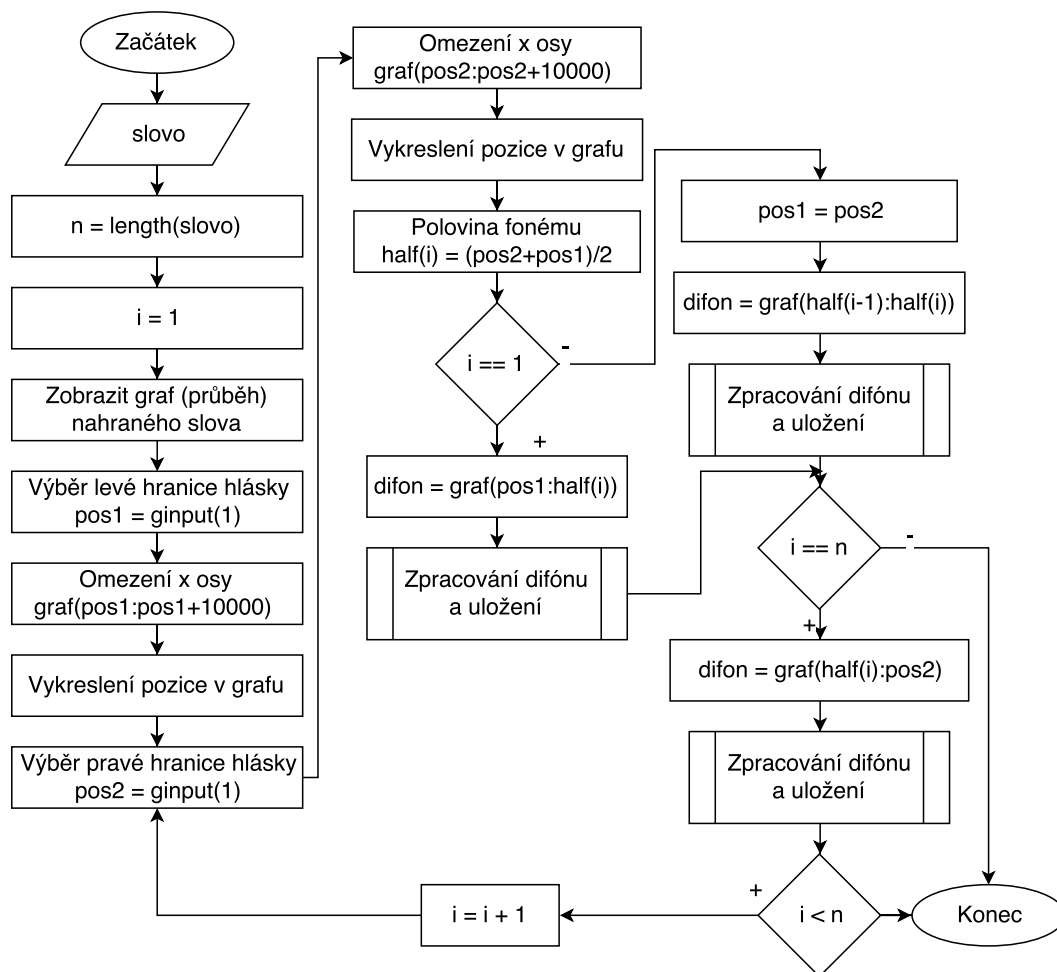 Začátek
slovo
n = length(slovo)
i = 1
Zobrazit graf (průběh)
nahraného slova
Výběr levé hranice hlásky
pos1 = ginput(1)
Omezení x osy
graf(pos1:pos1+10000)
Vykreslení pozice v grafu
Výběr pravé hranice hlásky
pos2 = ginput(1)
Omezení x osy
graf(pos2:pos2+10000)
Vykreslení pozice v grafu
Polovina fonému
half(i) = (pos2+pos1)/2
i == 1
-
+
difon = graf(pos1:half(i))
Zpracování difónu
a uložení
pos1 = pos2
difon = graf(half(i-1):half(i))
Zpracování difónu
a uložení
i == n
-
+
difon = graf(half(i):pos2)
Zpracování difónu
a uložení
i < n
+
i = i + 1
Konec